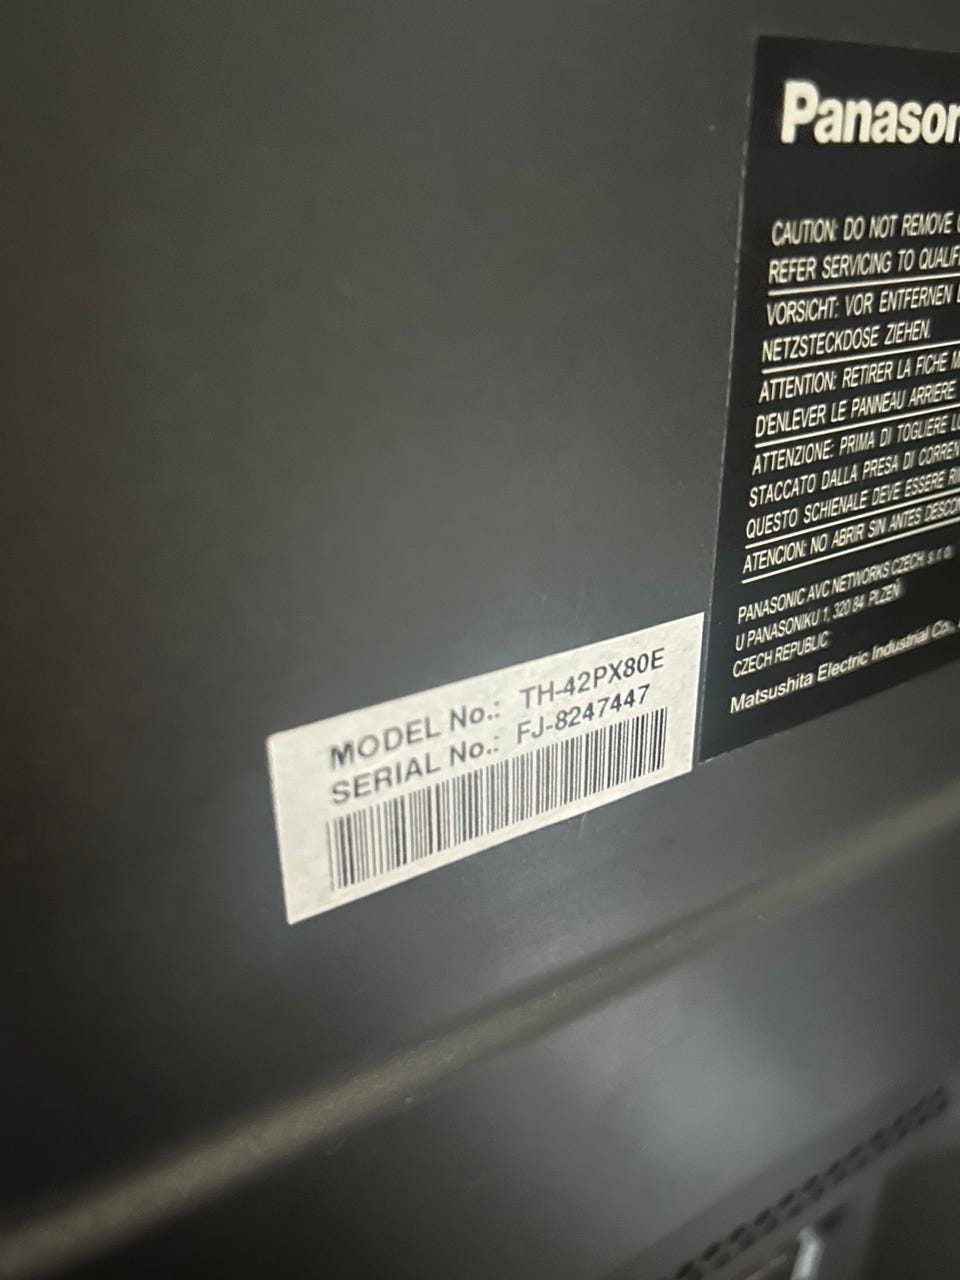 Panason
CAUTION: DO NOT REMOVE
REFER SERVICING TO QUALIF
VORSICHT: VOR ENTFERNEN
NETZSTECKDOSE ZIEHEN.
ATTENTION: RETIRER LA FICHE
D'ENLEVER LE PANNEAU ARRIERE.
ATTENZIONE: PRIMA DI TOGLIERE
STACCATO DALLA PRESA DI CORREN
QUESTO SCHIENALE DEVE ESSERE
ATENCION: NO ABRIR SIN ANTES DESCON
PANASONIC AVC NETWORKS CZECH s.r.o.
U PANASONIKU 1, 320 84 PLZEŇ
CZECH REPUBLIC
Matsushita Electric Industrial Co.,
MODEL No.: TH-42PX80E
SERIAL No.: FJ-8247447